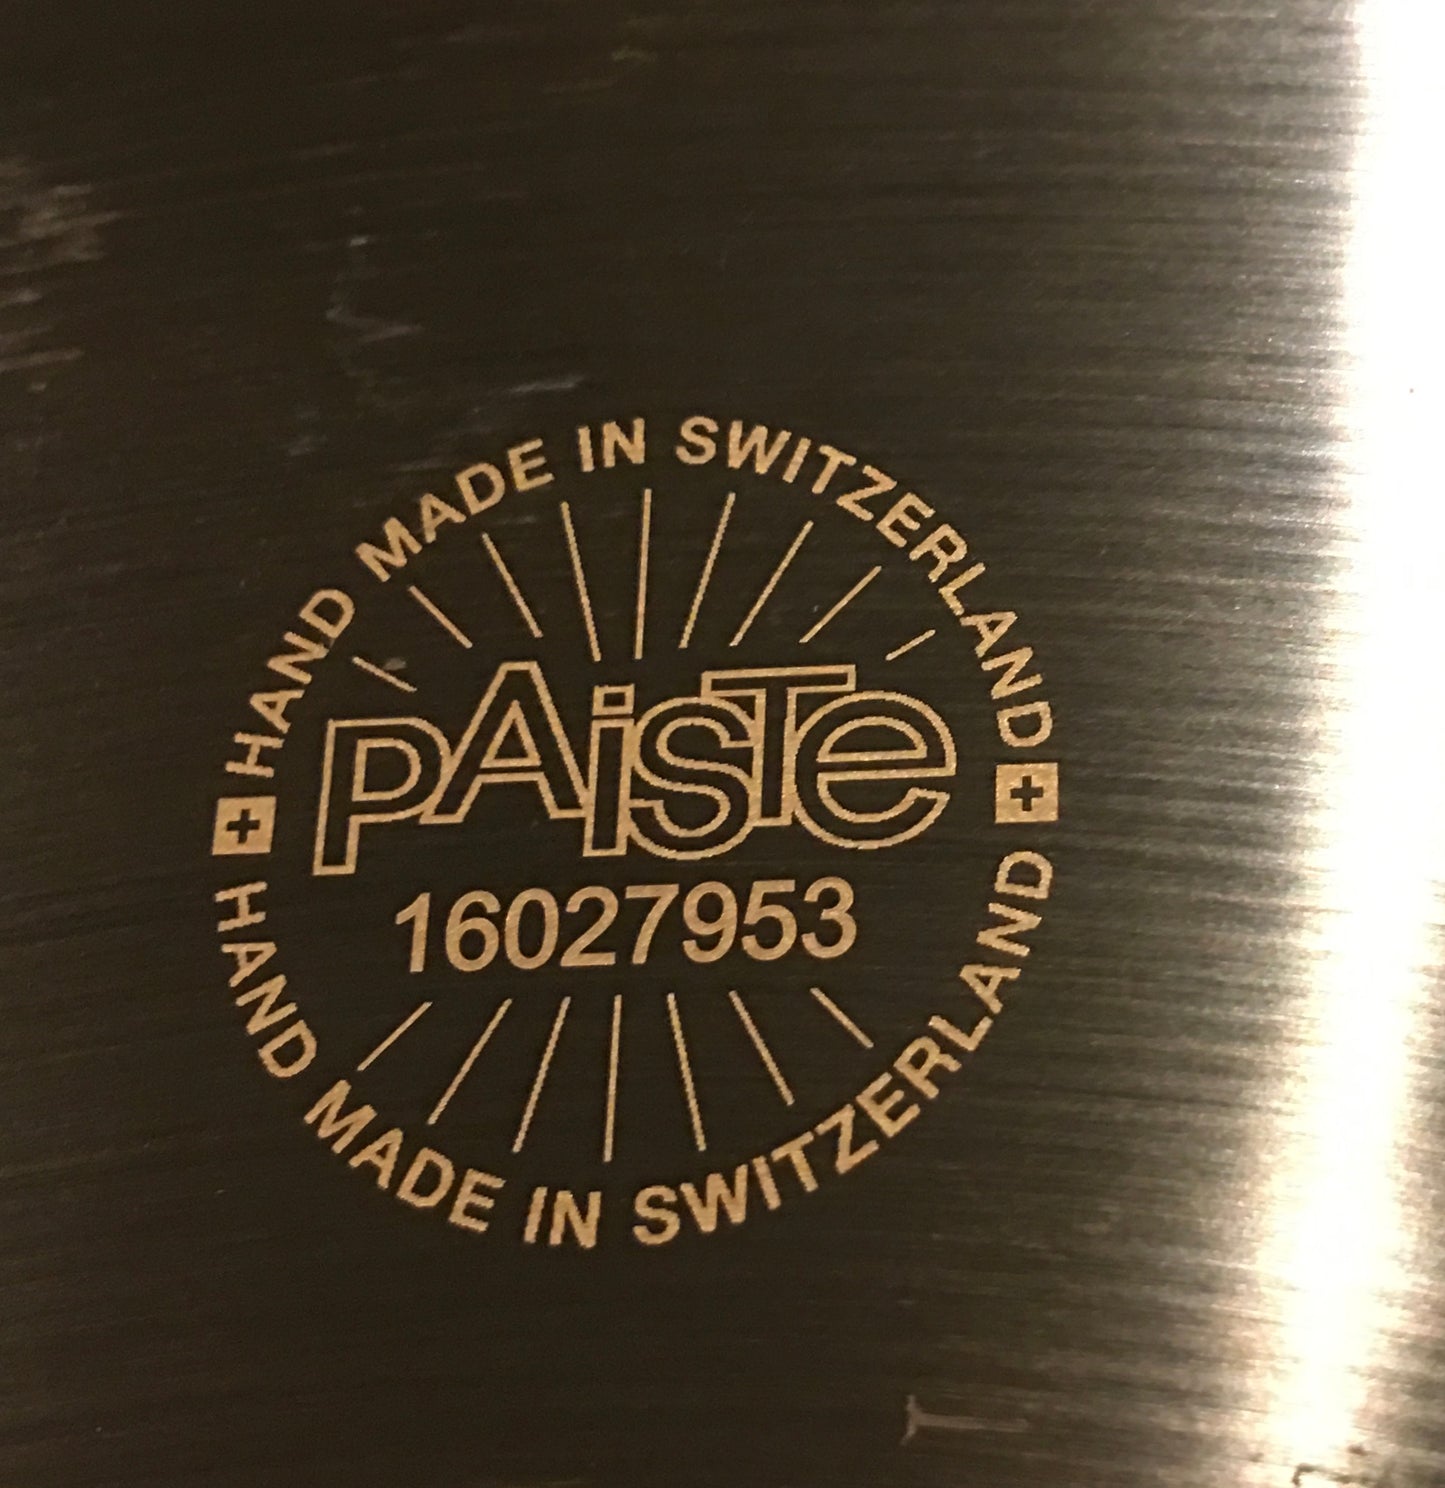 HAND MADE IN SWITZERLAND
PAiSTe
16027953
HAND MADE IN SWITZERLAND